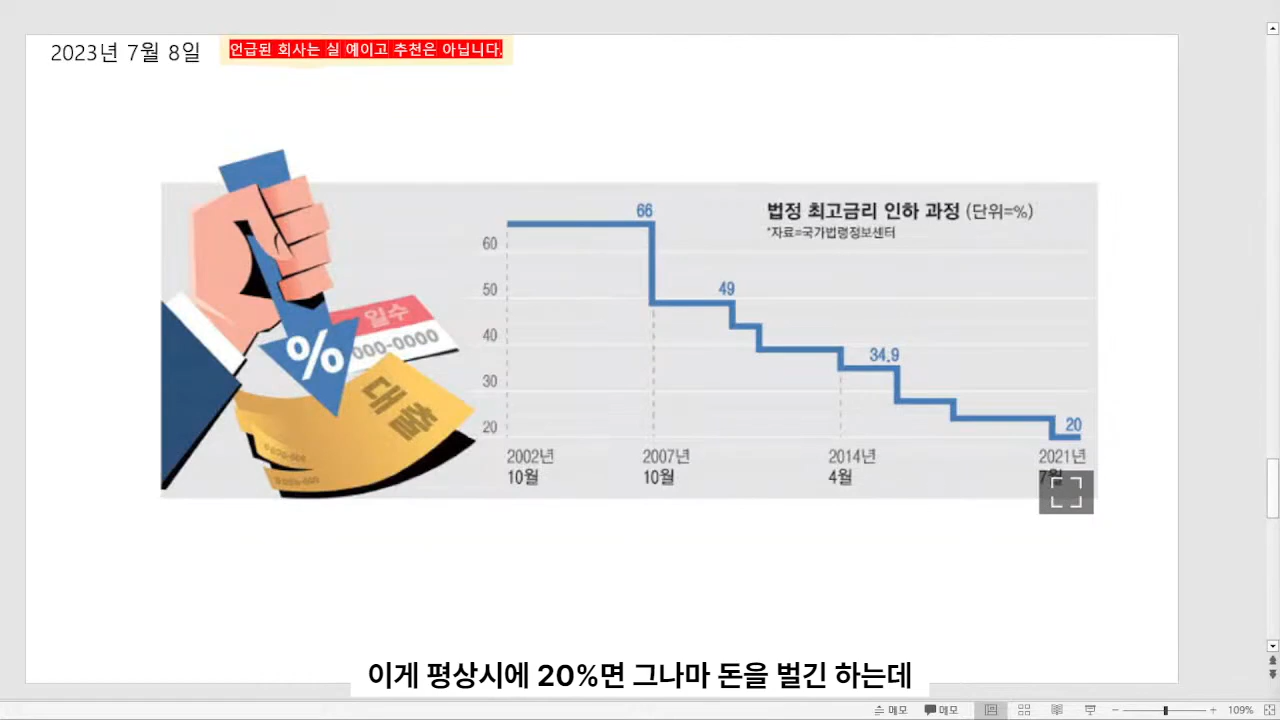 2023년 7월 8일
언급된 회사는 실 예이고 추천은 아닙니다.
법정 최고금리 인하 과정 (단위=%)
*자료=국가법령정보센터
66
49
34.9
20
60
50
40
30
20
2002년
10월
2007년
10월
2014년
4월
2021년
7월
일수
000-0000
%
대출
이게 평상시에 20%면 그나마 돈을 벌긴 하는데
메모
메모
109%